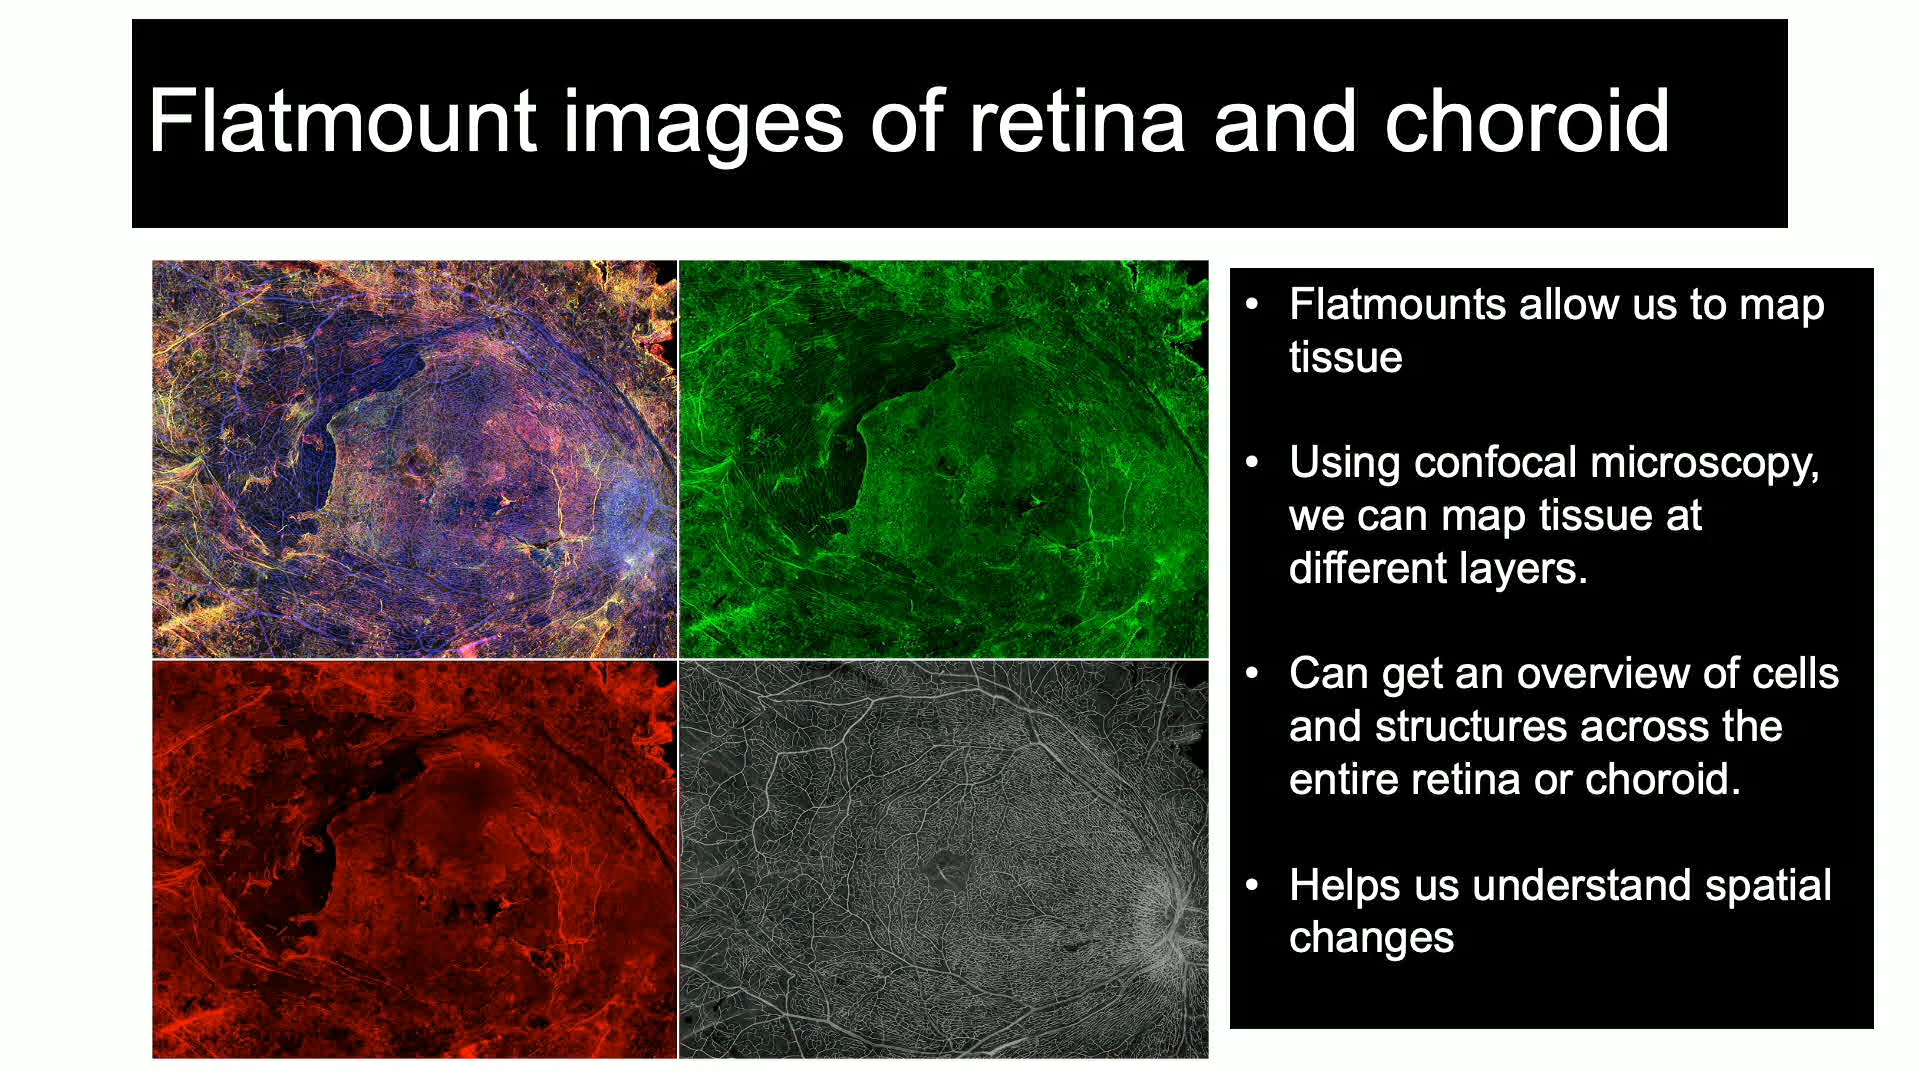 Flatmount images of retina and choroid
• Flatmounts allow us to map
tissue
• Using confocal microscopy,
we can map tissue at
different layers.
• Can get an overview of cells
and structures across the
entire retina or choroid.
• Helps us understand spatial
changes